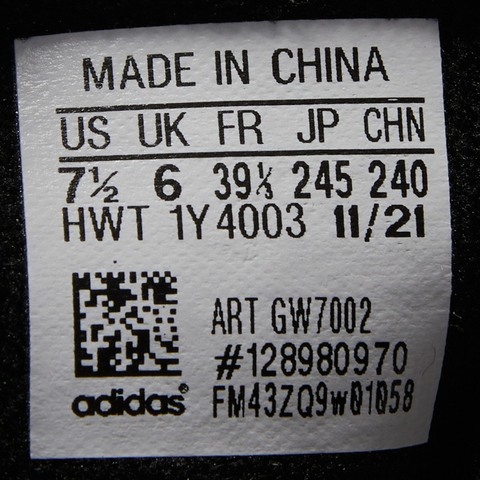 MADE IN CHINA
US UK FR JP CHN
7½ 6 39⅓ 245 240
HWT 1Y4003 11/21
ART GW7002
#128980970
adidas® FM43ZQ9w01058